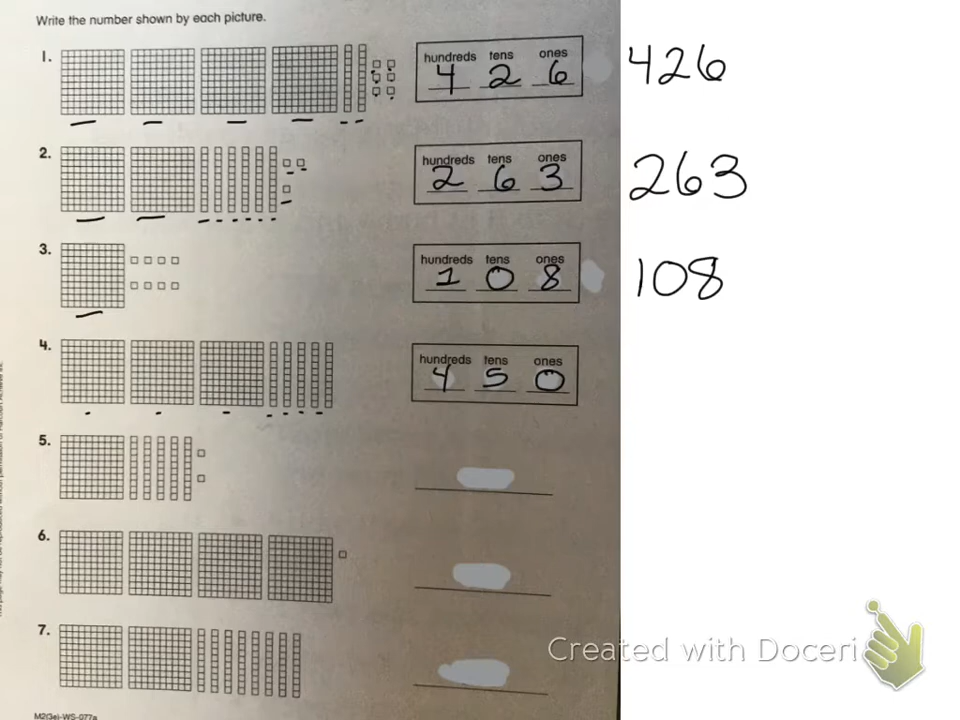 Write the number shown by each picture.
1.
hundreds tens ones
4 2 6
426
2.
hundreds tens ones
2 6 3
263
3.
hundreds tens ones
1 0 8
108
4.
hundreds tens ones
4 5 0
5.
6.
7.
Created with Doceri
M2(3e)-WS-077a